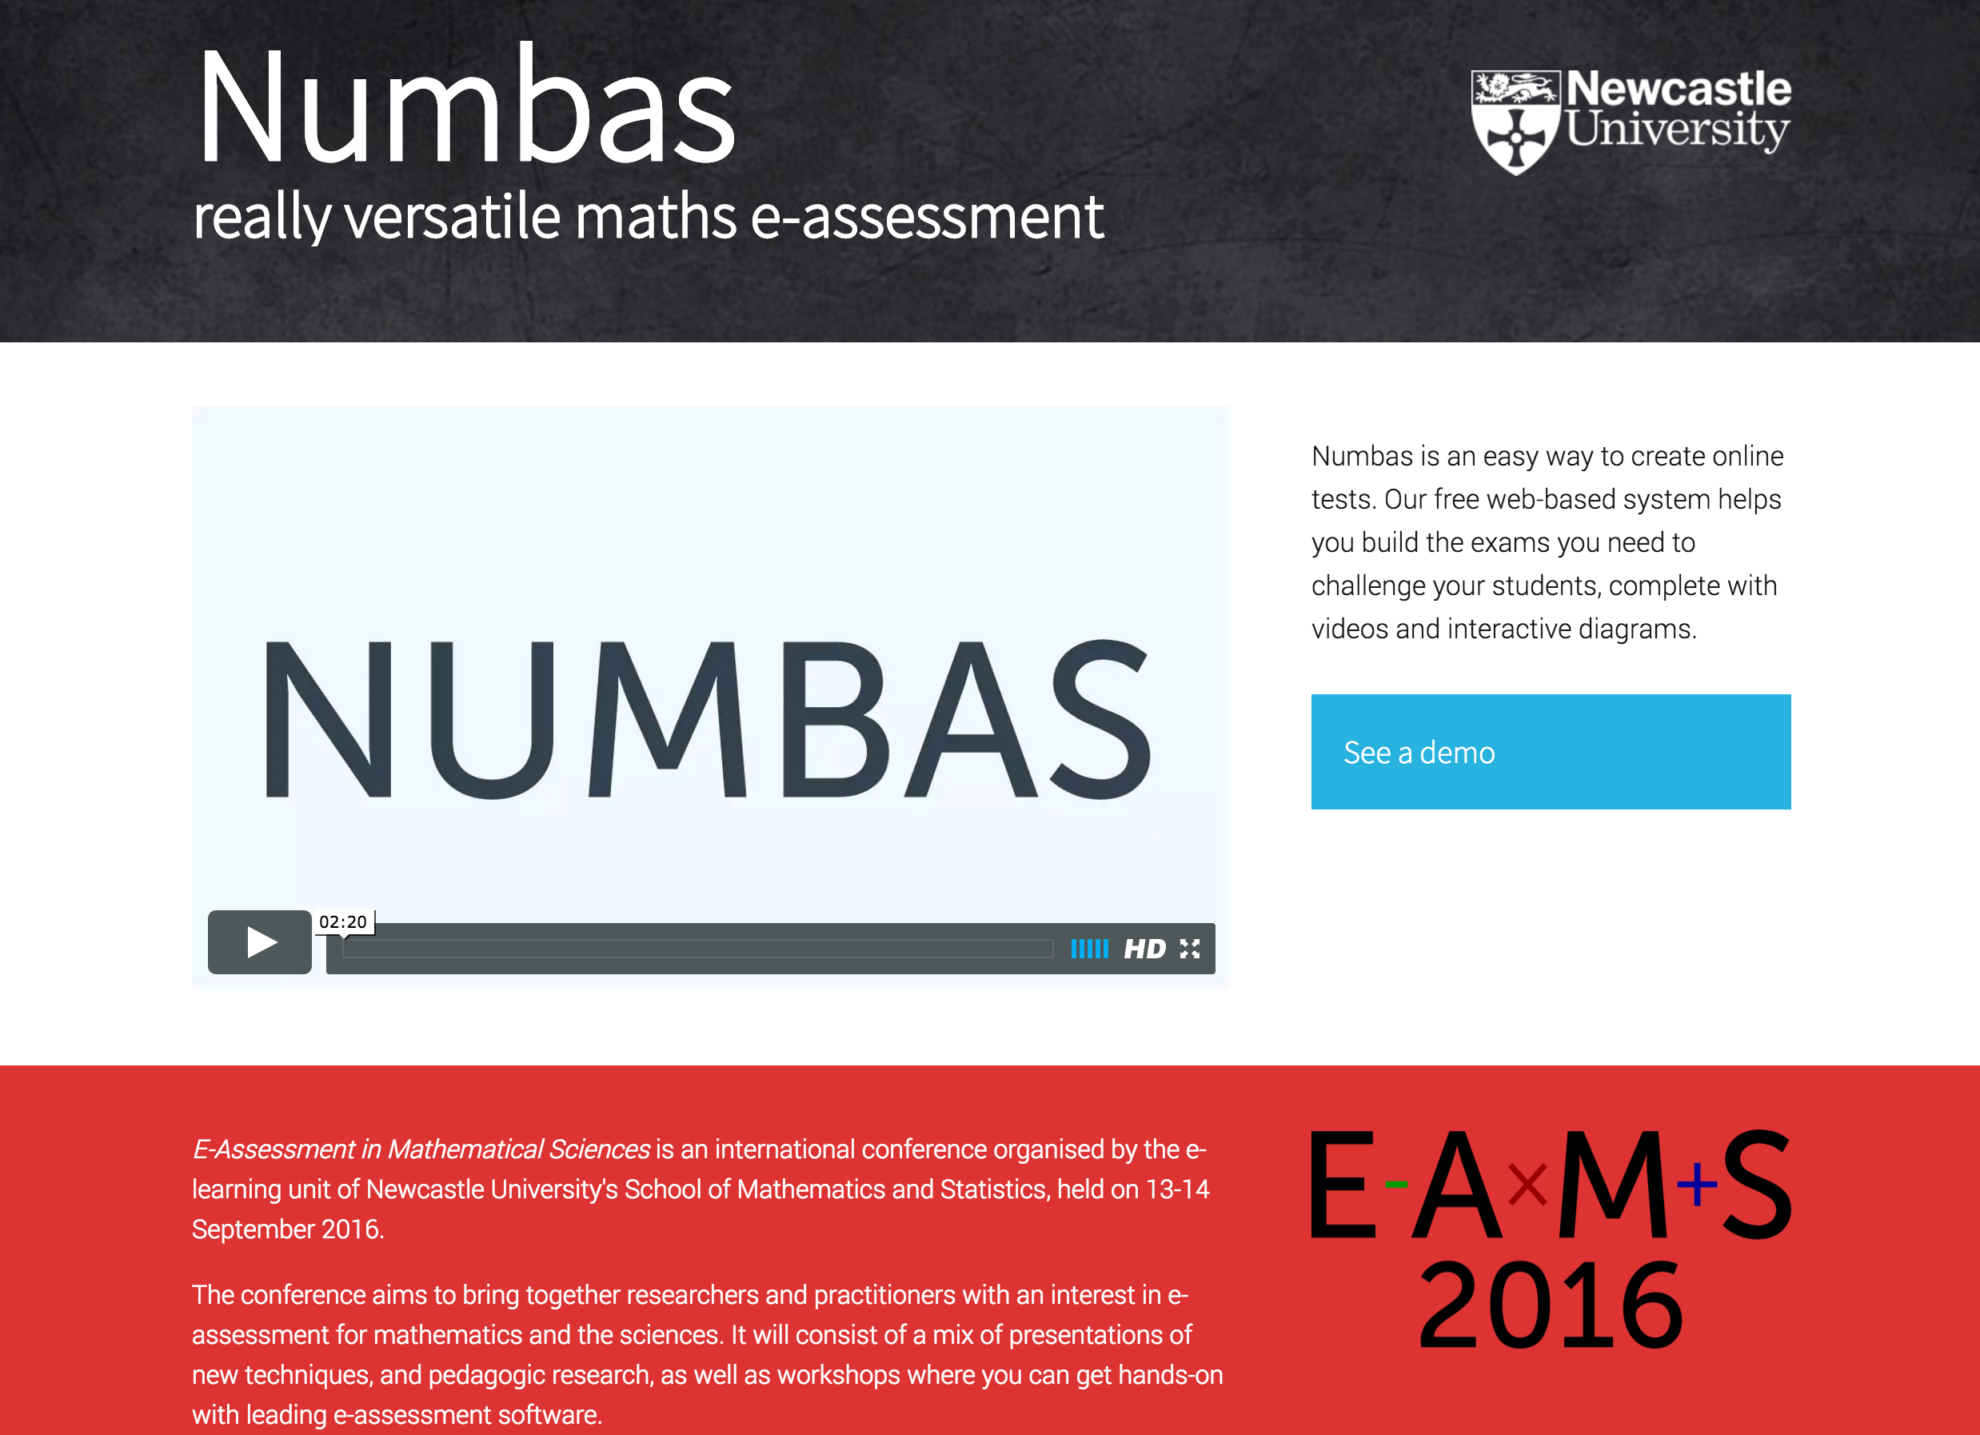 Numbas
really versatile maths e-assessment
Newcastle
University
NUMBAS
02:20
HD
Numbas is an easy way to create online
tests. Our free web-based system helps
you build the exams you need to
challenge your students, complete with
videos and interactive diagrams.
See a demo
E-Assessment in Mathematical Sciences is an international conference organised by the e-
learning unit of Newcastle University's School of Mathematics and Statistics, held on 13-14
September 2016.
The conference aims to bring together researchers and practitioners with an interest in e-
assessment for mathematics and the sciences. It will consist of a mix of presentations of
new techniques, and pedagogic research, as well as workshops where you can get hands-on
with leading e-assessment software.
E-A×M+S
2016